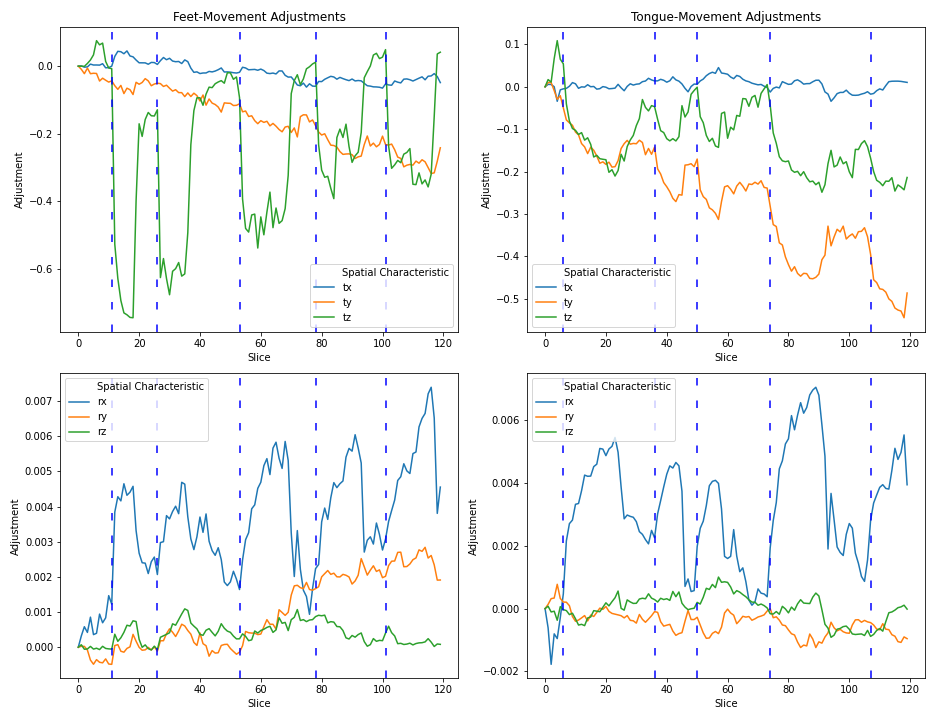 Feet-Movement Adjustments
Adjustment
0.0
−0.2
−0.4
−0.6
Spatial Characteristic
tx
ty
tz
0 20 40 60 80 100 120
Slice
Tongue-Movement Adjustments
Adjustment
0.1
0.0
−0.1
−0.2
−0.3
−0.4
−0.5
Spatial Characteristic
tx
ty
tz
0 20 40 60 80 100 120
Slice
Adjustment
0.007
0.006
0.005
0.004
0.003
0.002
0.001
0.000
Spatial Characteristic
rx
ry
rz
0 20 40 60 80 100 120
Slice
Adjustment
0.006
0.004
0.002
0.000
−0.002
Spatial Characteristic
rx
ry
rz
0 20 40 60 80 100 120
Slice